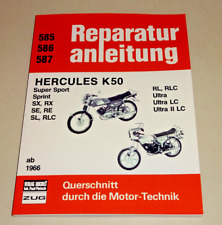 585
586
587
Reparatur
anleitung
HERCULES K50
Super Sport
Sprint
SX, RX
SE, RE
SL, RLC
RL, RLC
Ultra
Ultra LC
Ultra II LC
ab
1966
ZUG
Querschnitt
durch die Motor-Technik